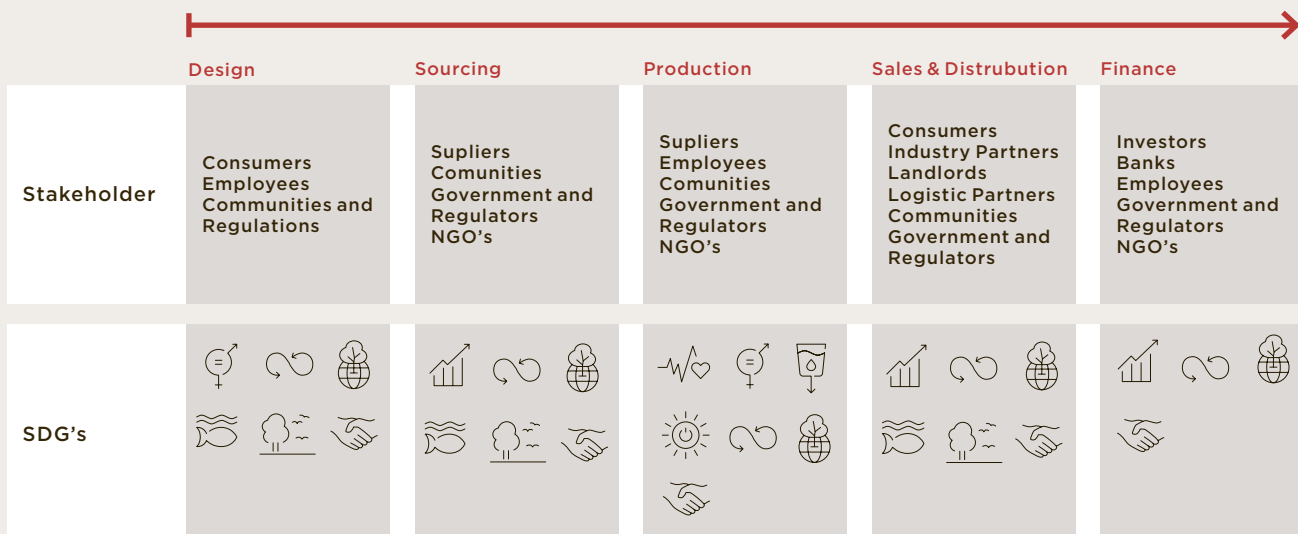 Design
Sourcing
Production
Sales & Distrubution
Finance
Stakeholder
Consumers
Employees
Communities and
Regulations
Supliers
Comunities
Government and
Regulators
NGO's
Supliers
Employees
Comunities
Government and
Regulators
NGO's
Consumers
Industry Partners
Landlords
Logistic Partners
Communities
Government and
Regulators
Investors
Banks
Employees
Government and
Regulators
NGO's
SDG's